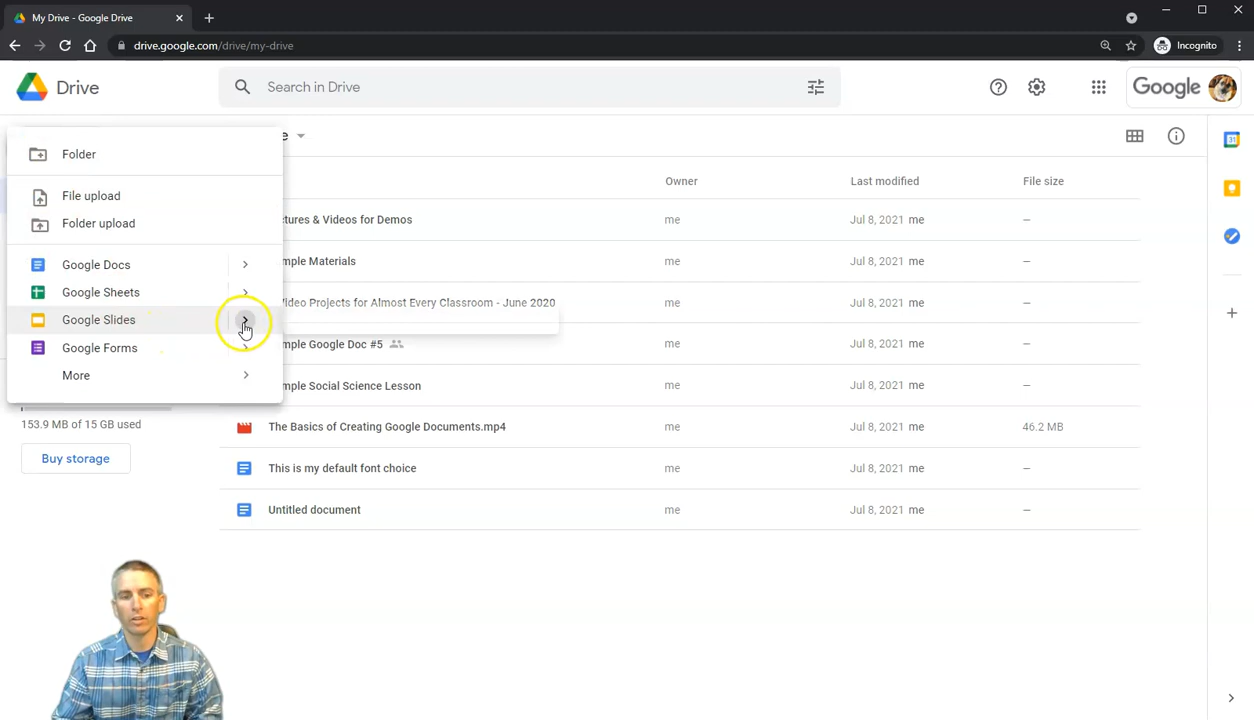 My Drive - Google Drive
drive.google.com/drive/my-drive
Incognito
Drive
Search in Drive
Google
Folder
File upload
Folder upload
Google Docs
Google Sheets
Google Slides
Google Forms
More
153.9 MB of 15 GB used
Buy storage
e
Owner
Last modified
File size
ctures & Videos for Demos
me
Jul 8, 2021 me
–
mple Materials
me
Jul 8, 2021 me
–
Video Projects for Almost Every Classroom - June 2020
me
Jul 8, 2021 me
–
mple Google Doc #5
me
Jul 8, 2021 me
–
mple Social Science Lesson
me
Jul 8, 2021 me
–
The Basics of Creating Google Documents.mp4
me
Jul 8, 2021 me
46.2 MB
This is my default font choice
me
Jul 8, 2021 me
–
Untitled document
me
Jul 8, 2021 me
–
31